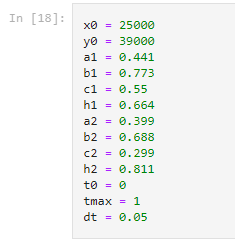 In [18]:
x0 = 25000
y0 = 39000
a1 = 0.441
b1 = 0.773
c1 = 0.55
h1 = 0.664
a2 = 0.399
b2 = 0.688
c2 = 0.299
h2 = 0.811
t0 = 0
tmax = 1
dt = 0.05